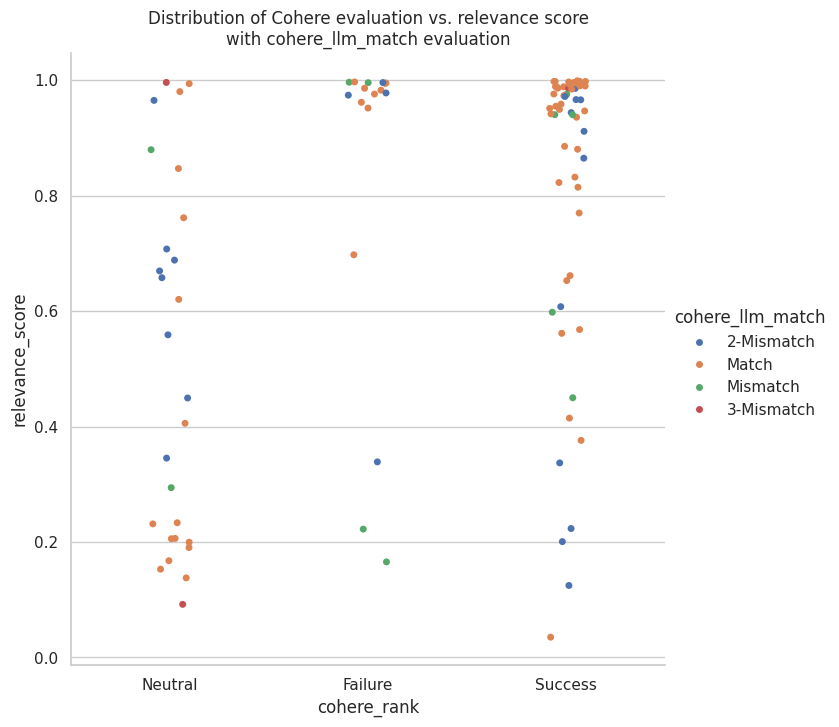 Distribution of Cohere evaluation vs. relevance score
with cohere_llm_match evaluation
relevance_score
1.0
0.8
0.6
0.4
0.2
0.0
Neutral
Failure
Success
cohere_rank
cohere_llm_match
2-Mismatch
Match
Mismatch
3-Mismatch